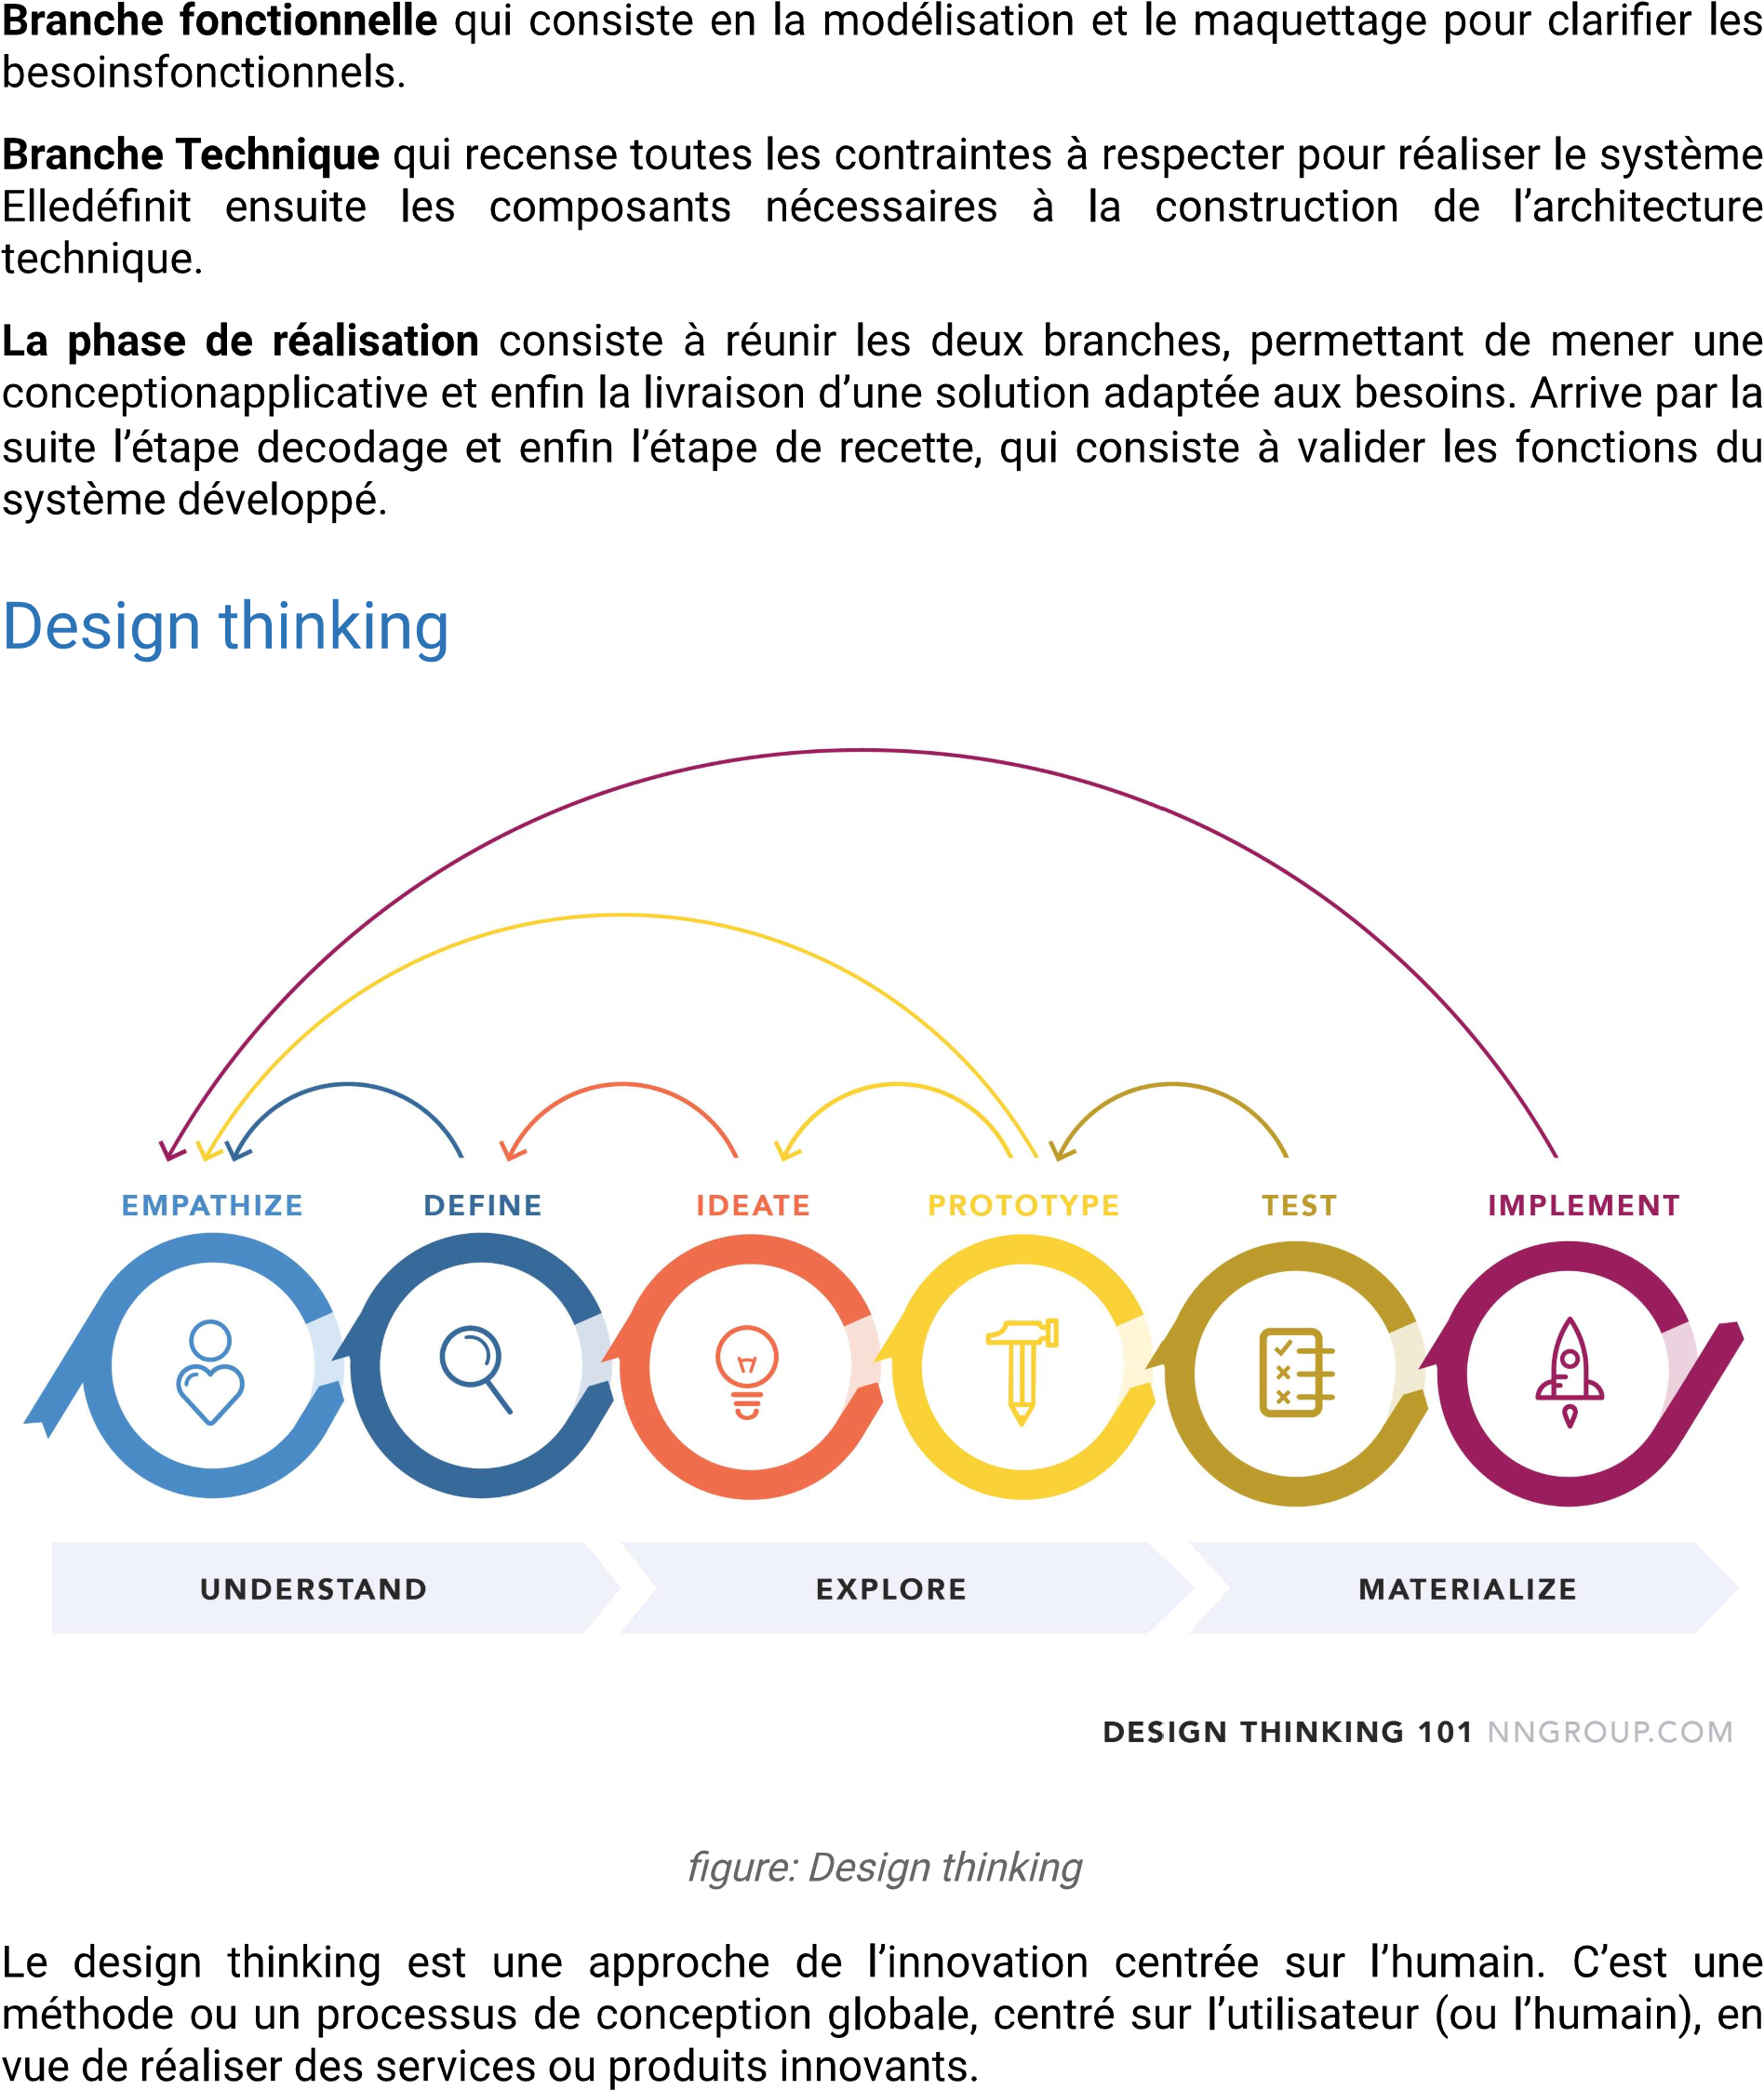 Branche fonctionnelle qui consiste en la modélisation et le maquettage pour clarifier les
besoinsfonctionnels.
Branche Technique qui recense toutes les contraintes à respecter pour réaliser le système
Elledéfinit ensuite les composants nécessaires à la construction de l’architecture
technique.
La phase de réalisation consiste à réunir les deux branches, permettant de mener une
conceptionapplicative et enfin la livraison d’une solution adaptée aux besoins. Arrive par la
suite l’étape decodage et enfin l’étape de recette, qui consiste à valider les fonctions du
système développé.
Design thinking
EMPATHIZE DEFINE IDEATE PROTOTYPE TEST IMPLEMENT
UNDERSTAND EXPLORE MATERIALIZE
DESIGN THINKING 101 NNGROUP.COM
figure: Design thinking
Le design thinking est une approche de l’innovation centrée sur l’humain. C’est une
méthode ou un processus de conception globale, centré sur l’utilisateur (ou l’humain), en
vue de réaliser des services ou produits innovants.